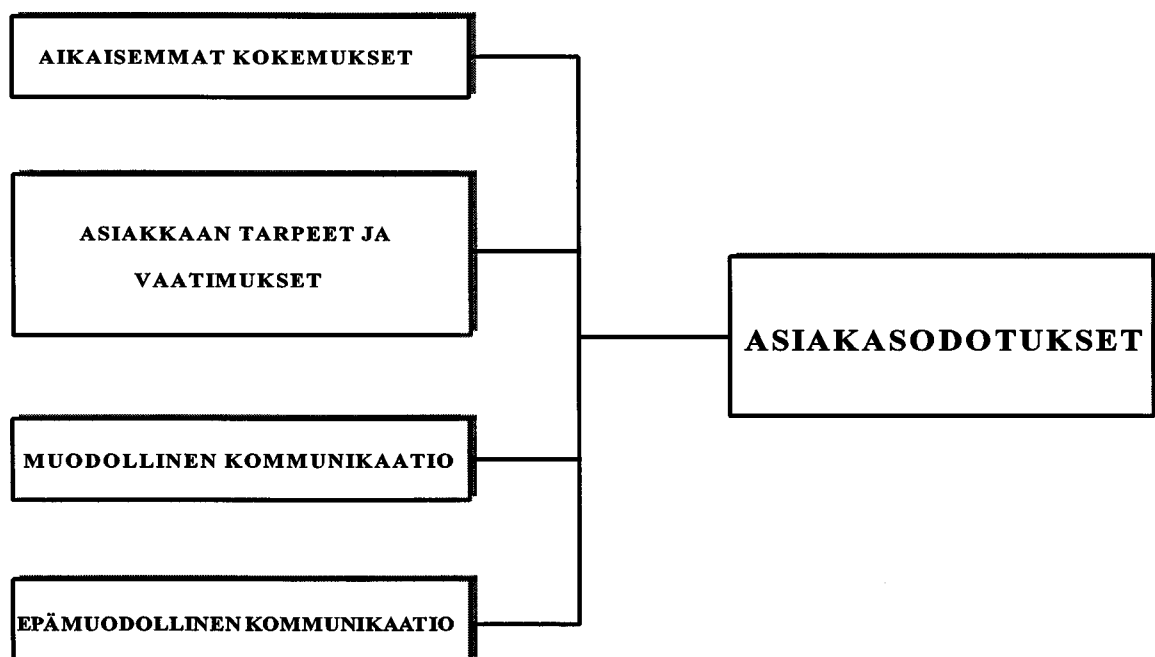 AIKAISEMMAT KOKEMUKSET
ASIAKKAAN TARPEET JA
VAATIMUKSET
ASIAKASODOTUKSET
MUODOLLINEN KOMMUNIKAATIO
EPÄMUODOLLINEN KOMMUNIKAATIO